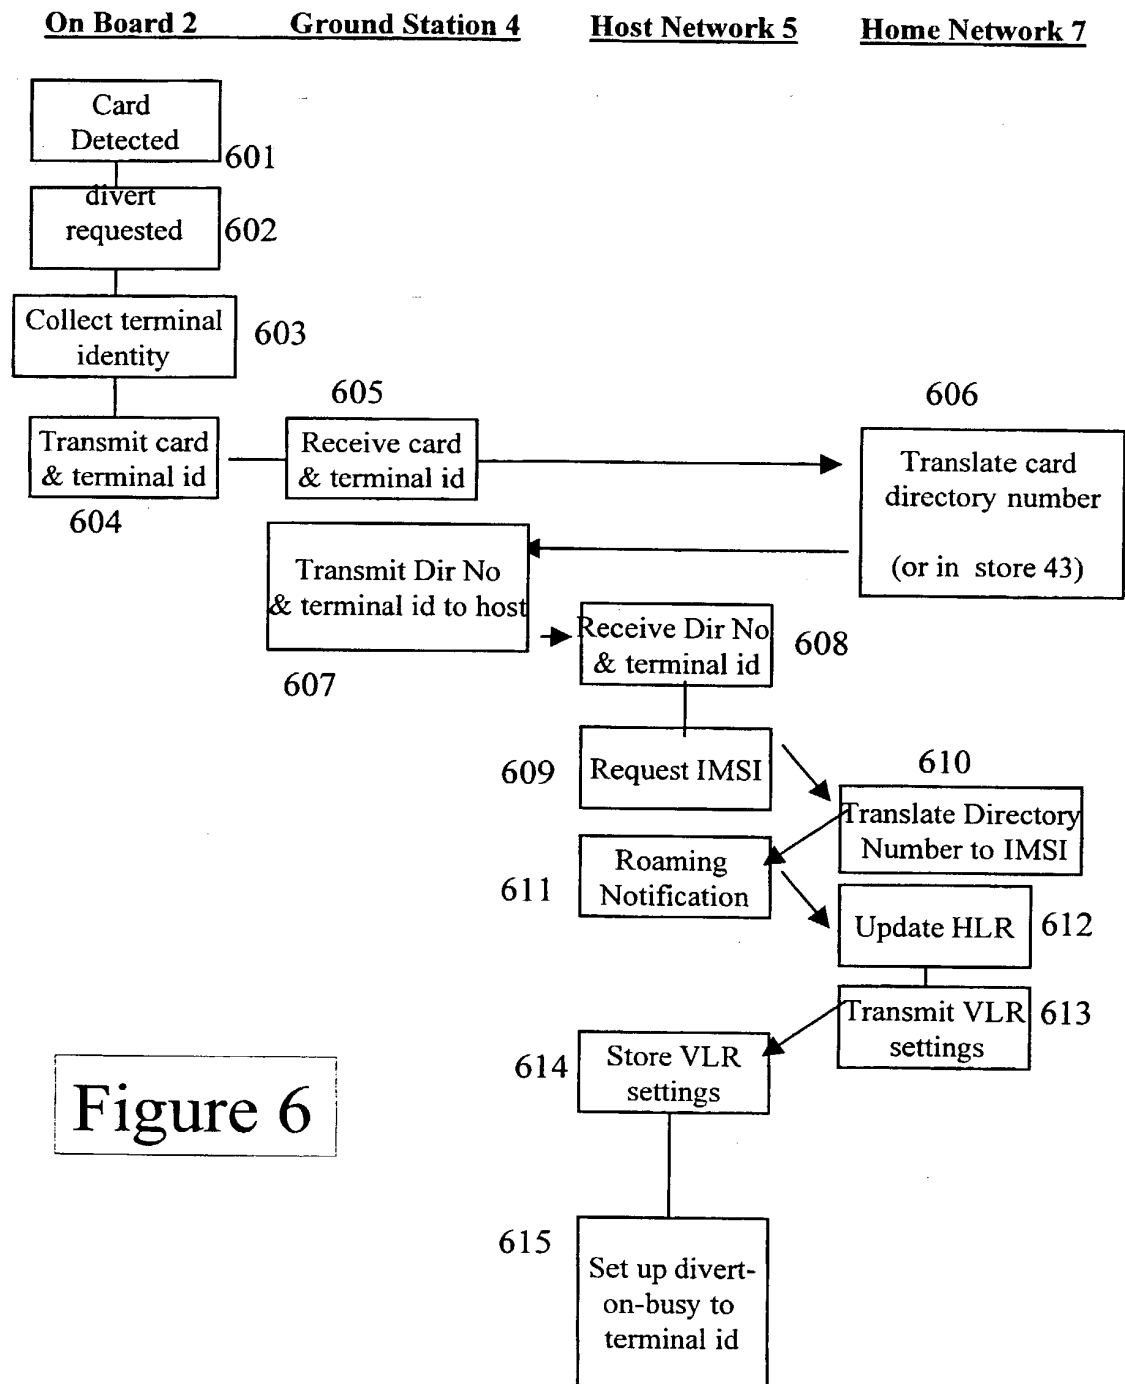 On Board 2 Ground Station 4 Host Network 5 Home Network 7
Card
Detected
601
divert
requested
602
Collect terminal
identity
603
605
606
Transmit card
& terminal id
604
Receive card
& terminal id
Translate card
directory number
(or in store 43)
Transmit Dir No
& terminal id to host
607
Receive Dir No
& terminal id
608
609
Request IMSI
610
Translate Directory
Number to IMSI
611
Roaming
Notification
Update HLR
612
Transmit VLR
settings
613
614
Store VLR
settings
Figure 6
615
Set up divert-
on-busy to
terminal id